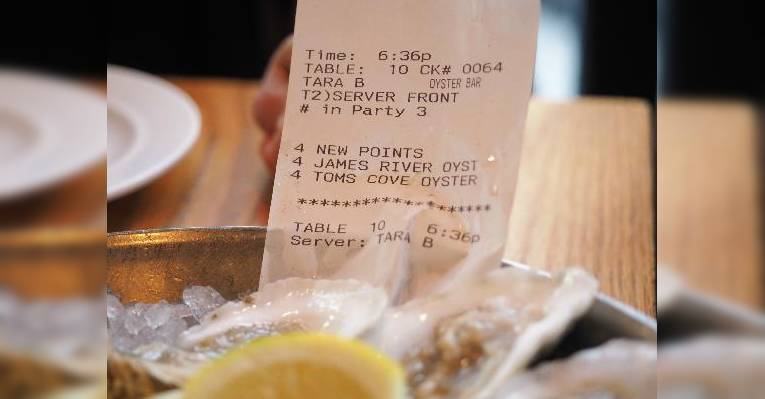 Time: 6:36p
TABLE: 10 CK# 0064
TARA B OYSTER BAR
T2)SERVER FRONT
# in Party 3
4 NEW POINTS
4 JAMES RIVER OYST
4 TOMS COVE OYSTER
********************
TABLE 10 6:36p
Server: TARA B